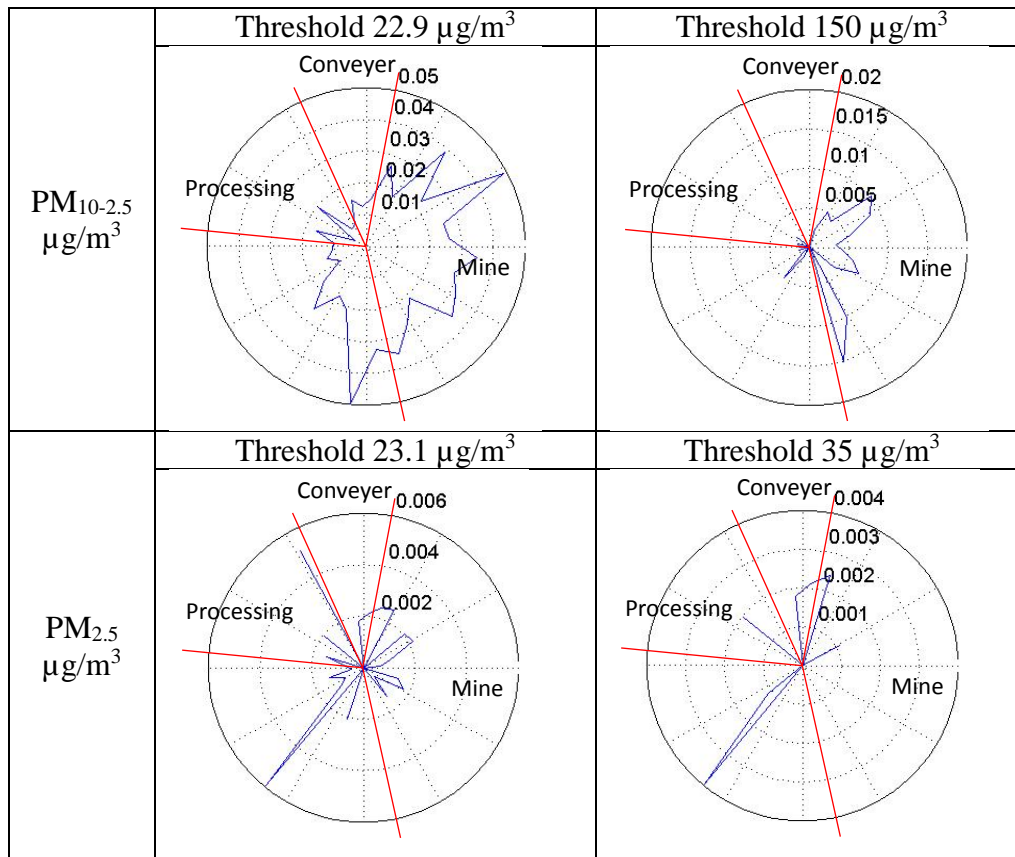 Threshold 22.9 µg/m³ Threshold 150 µg/m³
PM₁₀₋₂.₅
µg/m³
Conveyer
0.05
0.04
0.03
0.02
0.01
Processing
Mine
Conveyer
0.02
0.015
0.01
0.005
Processing
Mine
Threshold 23.1 µg/m³ Threshold 35 µg/m³
PM₂.₅
µg/m³
Conveyer
0.006
0.004
0.002
Processing
Mine
Conveyer
0.004
0.003
0.002
0.001
Processing
Mine